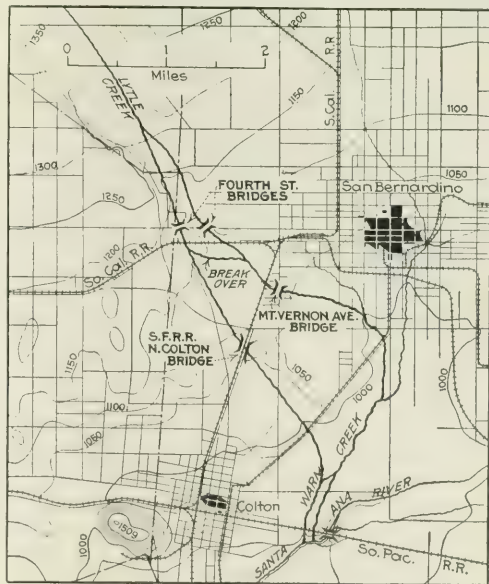 1350
0
2
Miles
1200
S. Cal. R.R.
LYTLE
CREEK
1150
1100
1300
1250
1050
FOURTH ST.
BRIDGES
San Bernardino
1200
So. Cal. R.R.
BREAK
OVER
MT. VERNON AVE.
BRIDGE
S.F.R.R.
N. COLTON
BRIDGE
1150
1050
1000
1000
1100
1050
WARM CREEK
Colton
SANTA ANA RIVER
1509
1000
So. Pac. R.R.